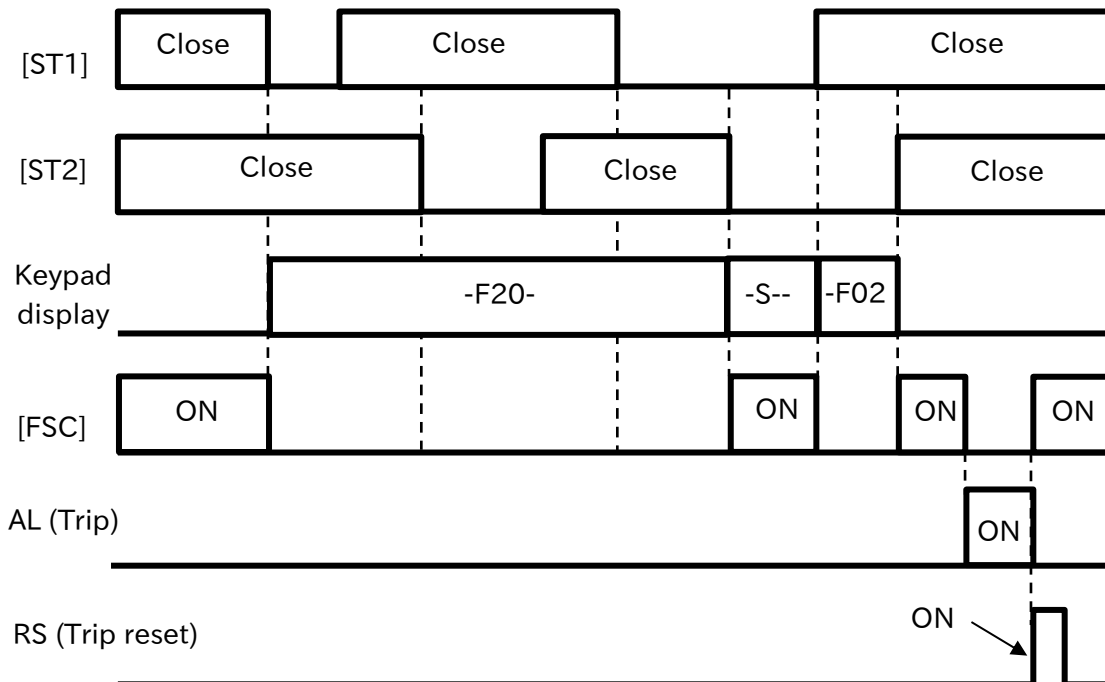 [ST1]
Close
Close
Close
[ST2]
Close
Close
Close
Keypad
display
-F20-
-S--
-F02
[FSC]
ON
ON
ON
ON
AL (Trip)
ON
RS (Trip reset)
ON